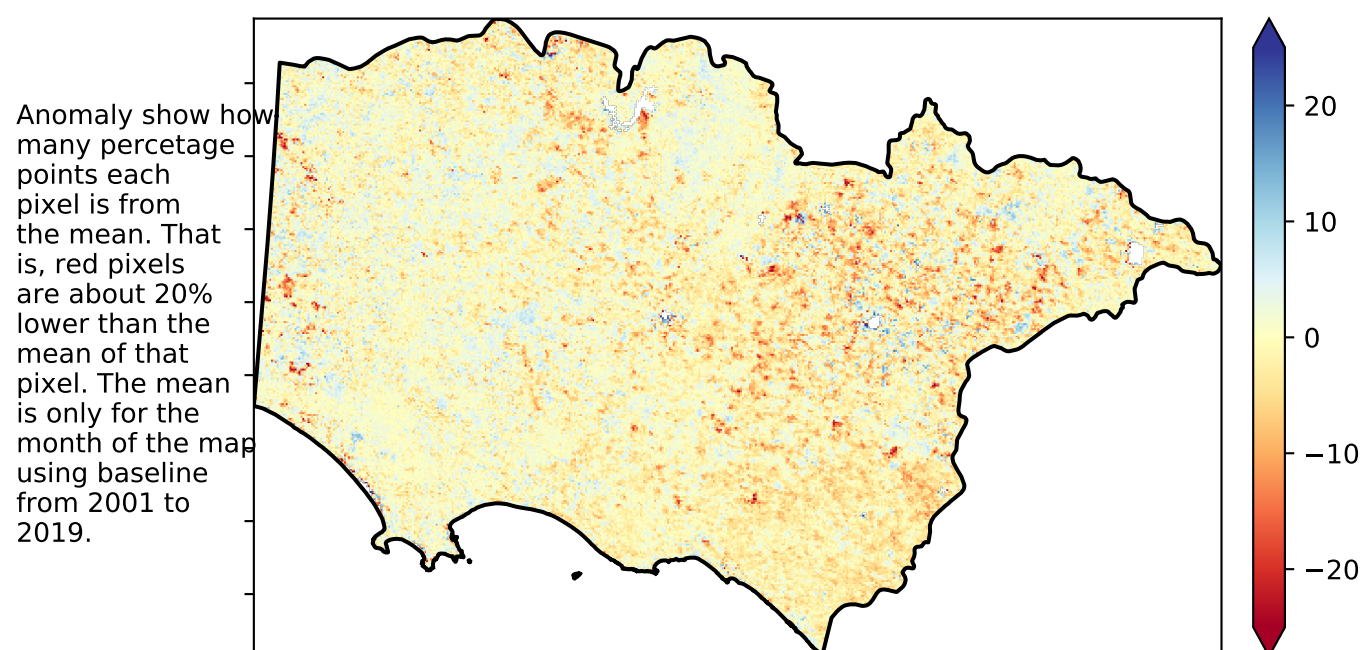 Anomaly show how
many percetage
points each
pixel is from
the mean. That
is, red pixels
are about 20%
lower than the
mean of that
pixel. The mean
is only for the
month of the map
using baseline
from 2001 to
2019.
20
10
0
−10
−20